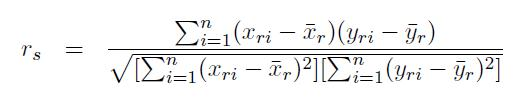 r_s = \frac{\sum_{i=1}^{n}(x_{ri} - \bar{x}_r)(y_{ri} - \bar{y}_r)}{\sqrt{[\sum_{i=1}^{n}(x_{ri} - \bar{x}_r)^2][\sum_{i=1}^{n}(y_{ri} - \bar{y}_r)^2]}}